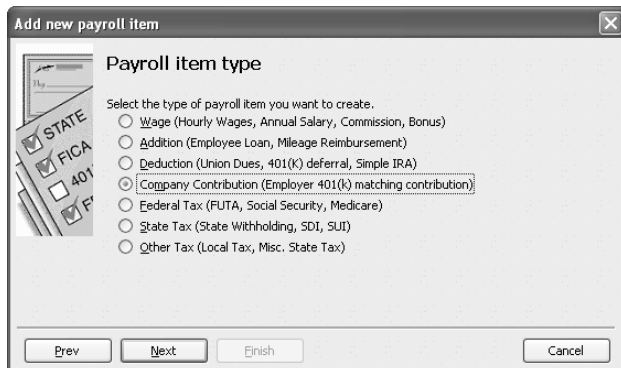 Add new payroll item
STATE
FICA
401
Payroll item type
Select the type of payroll item you want to create.
Wage (Hourly Wages, Annual Salary, Commission, Bonus)
Addition (Employee Loan, Mileage Reimbursement)
Deduction (Union Dues, 401(K) deferral, Simple IRA)
Company Contribution (Employer 401(k) matching contribution)
Federal Tax (FUTA, Social Security, Medicare)
State Tax (State Withholding, SDI, SUI)
Other Tax (Local Tax, Misc. State Tax)
Prev
Next
Finish
Cancel